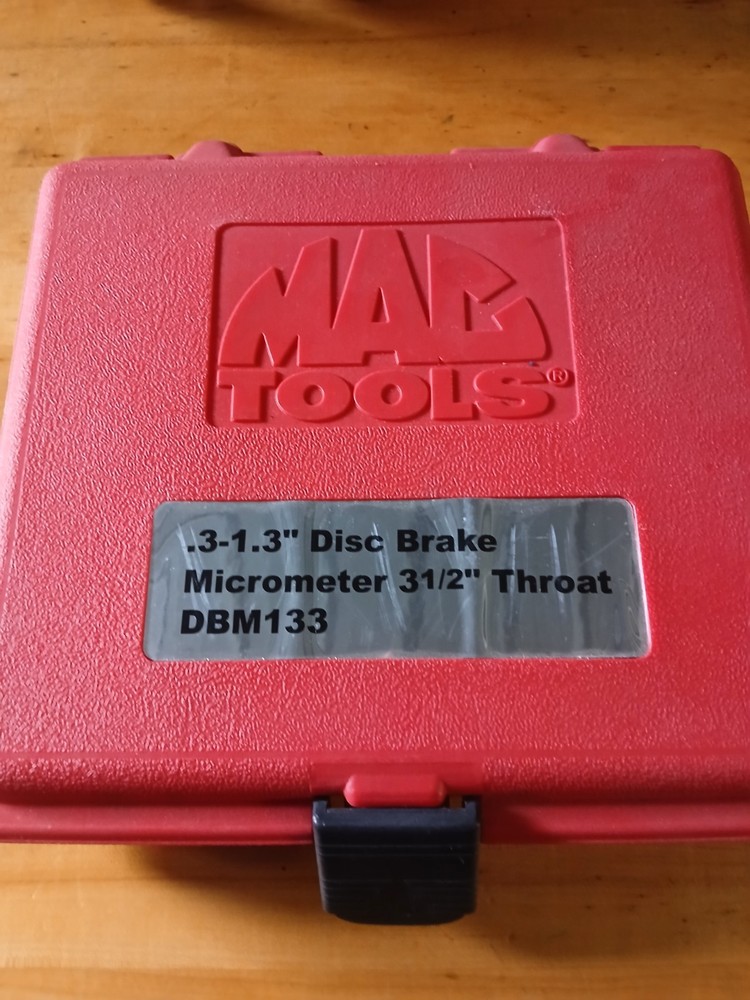 MAC
TOOLS®
.3-1.3" Disc Brake
Micrometer 31/2" Throat
DBM133